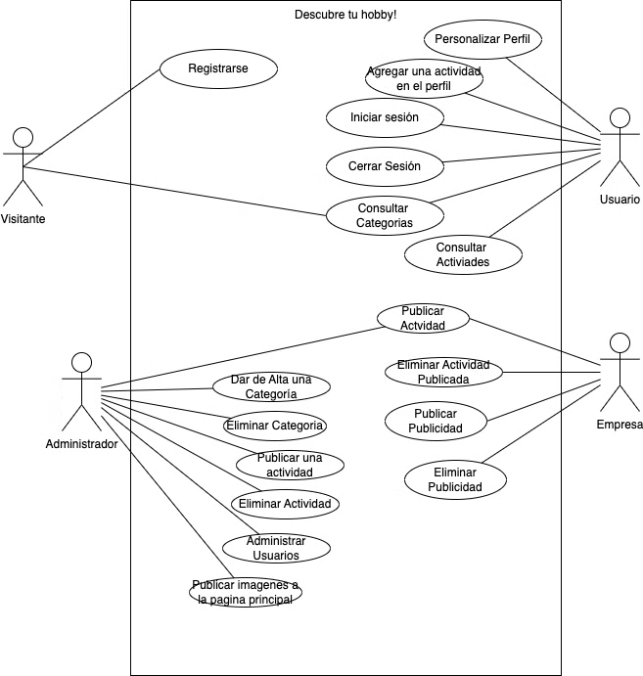 Descubre tu hobby!
Personalizar Perfil
Registrarse
Agregar una actividad
en el perfil
Iniciar sesión
Cerrar Sesión
Visitante
Usuario
Consultar
Categorias
Consultar
Activiades
Publicar
Actvidad
Eliminar Actividad
Publicada
Dar de Alta una
Categoría
Administrador
Eliminar Categoria
Publicar
Publicidad
Empresa
Publicar una
actividad
Eliminar
Publicidad
Eliminar Actividad
Administrar
Usuarios
Publicar imagenes a
la pagina principal